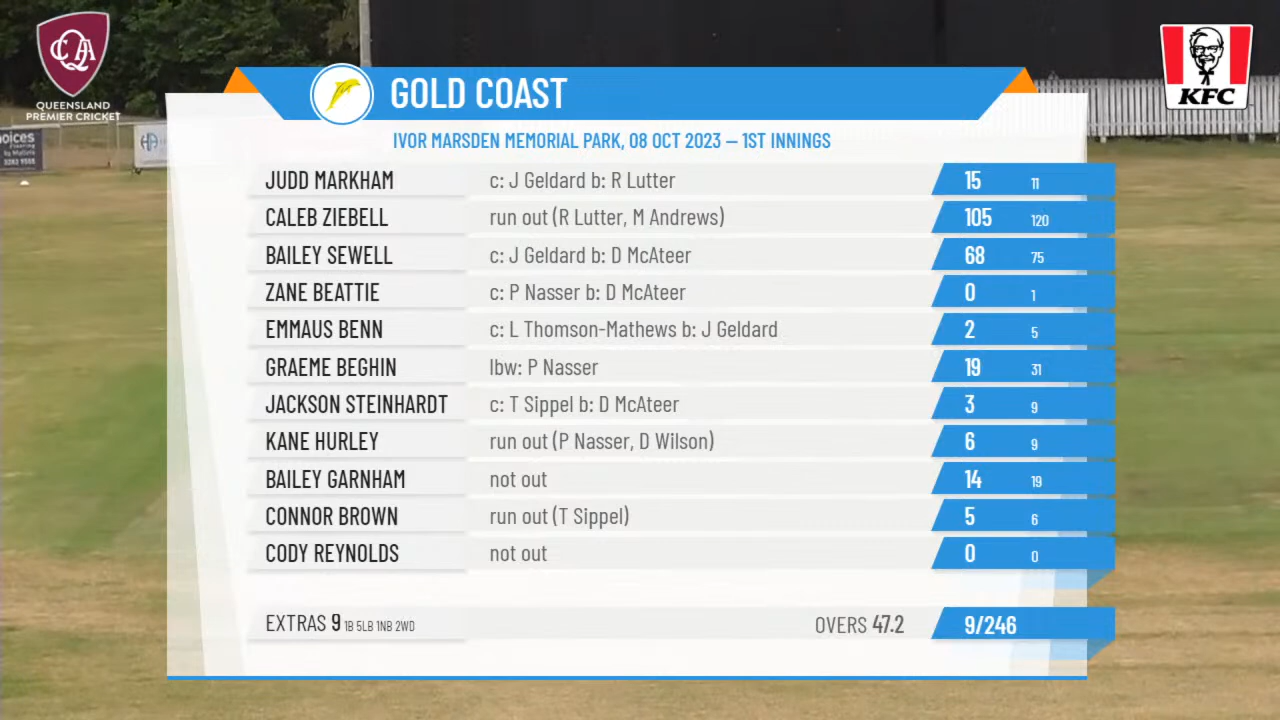 QUEENSLAND
PREMIER CRICKET
KFC
GOLD COAST
IVOR MARSDEN MEMORIAL PARK, 08 OCT 2023 – 1ST INNINGS
JUDD MARKHAM c: J Geldard b: R Lutter 15 11
CALEB ZIEBELL run out (R Lutter, M Andrews) 105 120
BAILEY SEWELL c: J Geldard b: D McAteer 68 75
ZANE BEATTIE c: P Nasser b: D McAteer 0 1
EMMAUS BENN c: L Thomson-Mathews b: J Geldard 2 5
GRAEME BEGHIN lbw: P Nasser 19 31
JACKSON STEINHARDT c: T Sippel b: D McAteer 3 9
KANE HURLEY run out (P Nasser, D Wilson) 6 9
BAILEY GARNHAM not out 14 19
CONNOR BROWN run out (T Sippel) 5 6
CODY REYNOLDS not out 0 0
EXTRAS 9 1B 5LB 1NB 2WD OVERS 47.2 9/246